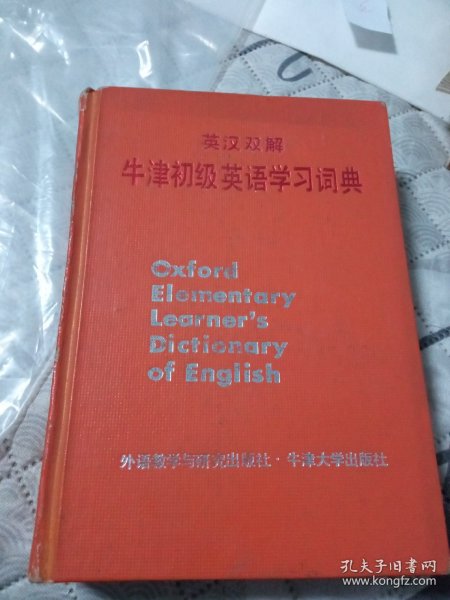 英汉双解
牛津初级英语学习词典
Oxford
Elementary
Learner's
Dictionary
of English
外语教学与研究出版社·牛津大学出版社
孔夫子旧书网
www.kongfz.com